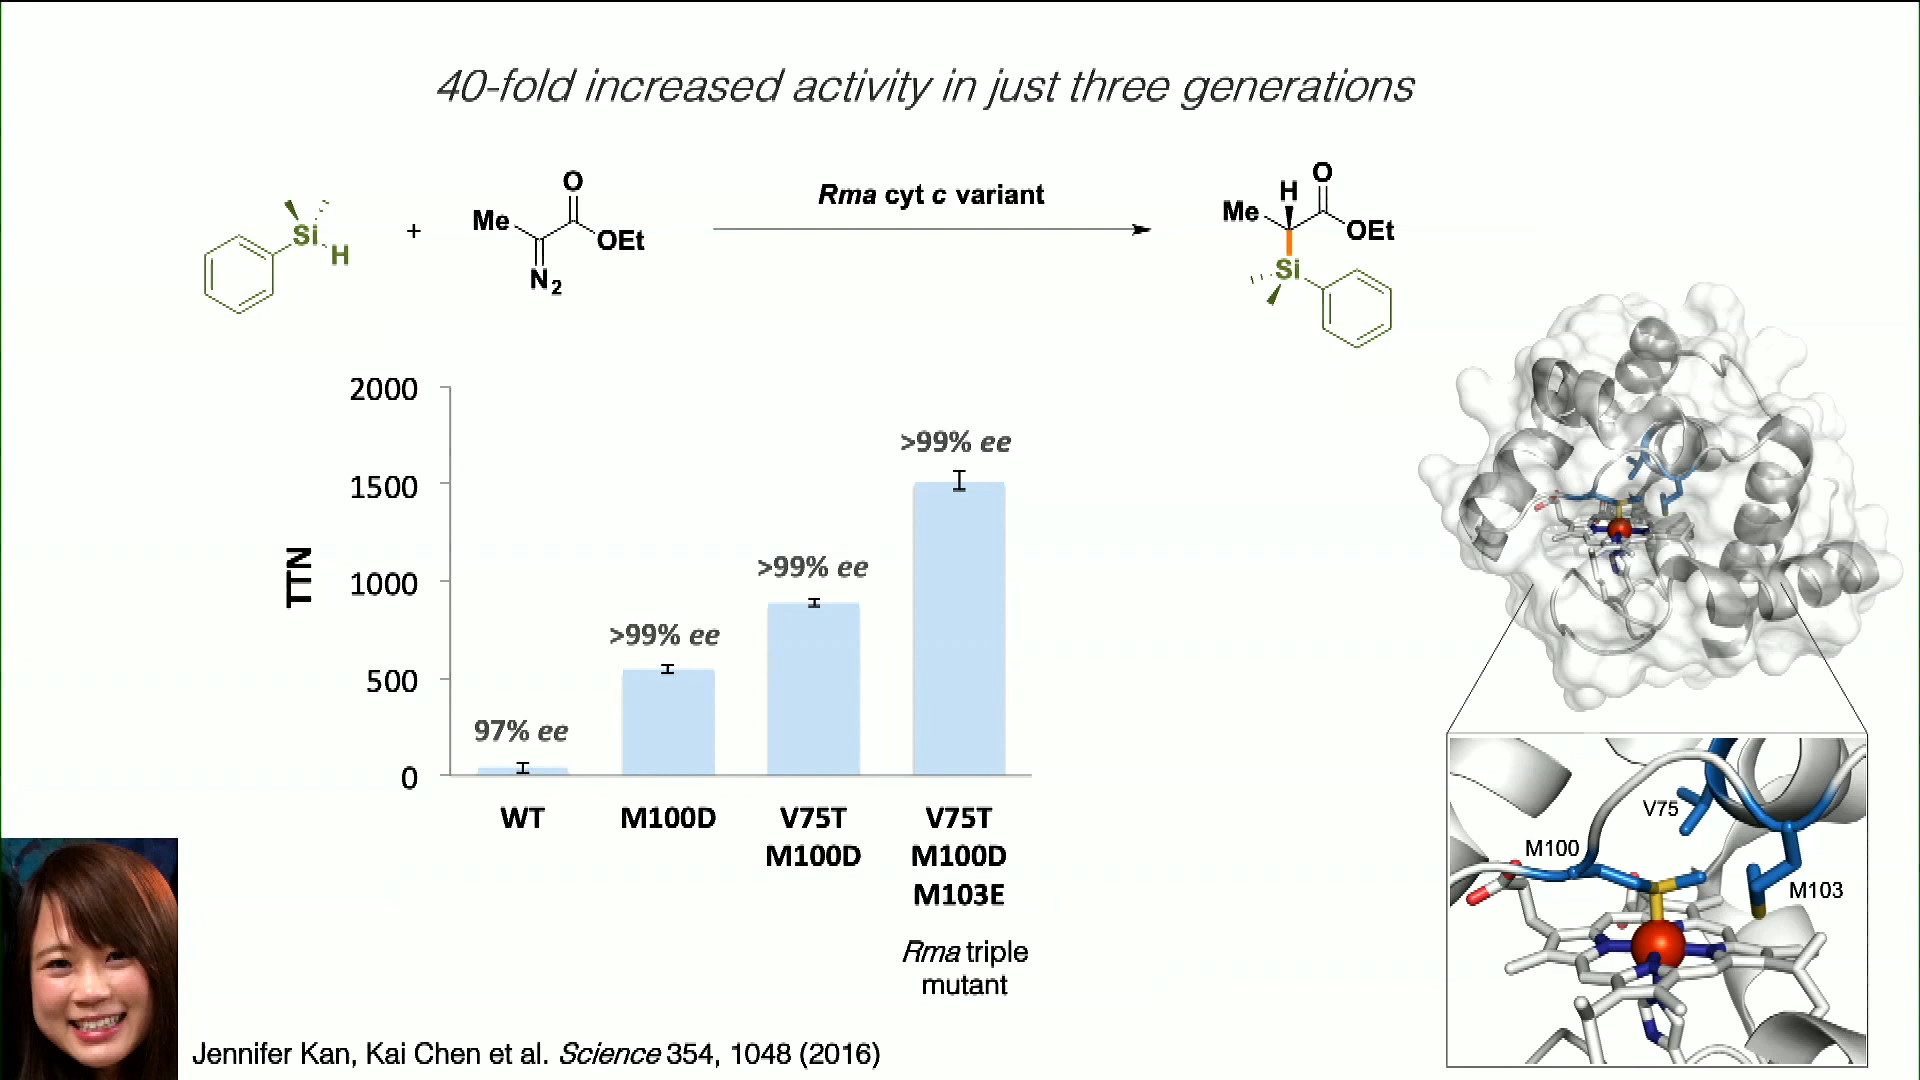 40-fold increased activity in just three generations
Si
H
+
Me
O
OEt
N2
Rma cyt c variant
Me
H
O
OEt
Si
TTN
2000
1500
1000
500
0
97% ee
>99% ee
>99% ee
>99% ee
WT
M100D
V75T
M100D
V75T
M100D
M103E
Rma triple
mutant
V75
M100
M103
Jennifer Kan, Kai Chen et al. Science 354, 1048 (2016)